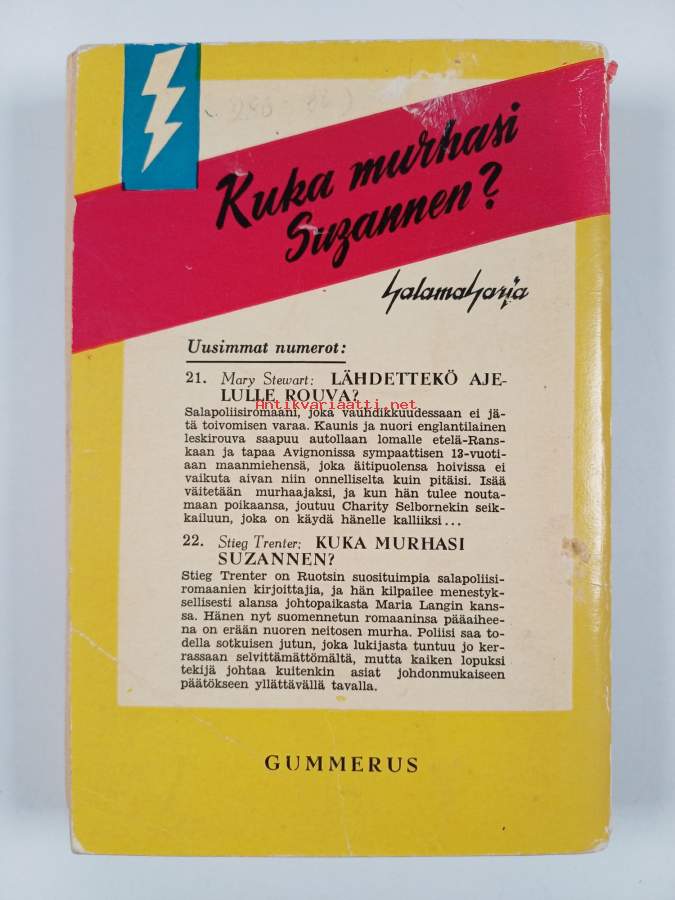 Kuka murhasi
Suzannen?
Salamasarja
Uusimmat numerot:
21. Mary Stewart: LÄHDETTEKÖ AJE-
LULLE ROUVA?
Antikvariaatti.net
Salapoliisiromaani, joka vauhdikkuudessaan ei jä-
tä toivomisen varaa. Kaunis ja nuori englantilainen
leskirouva saapuu autollaan lomalle etelä-Rans-
kaan ja tapaa Avignonissa sympaattisen 13-vuoti-
aan maanmiehensä, joka äitipuolensa hoivissa ei
vaikuta aivan niin onnelliselta kuin pitäisi. Isää
väitetään murhaajaksi, ja kun hän tulee nouta-
maan poikaansa, joutuu Charity Selbornekin seik-
kailuun, joka on käydä hänelle kalliiksi...
22. Stieg Trenter: KUKA MURHASI
SUZANNEN?
Stieg Trenter on Ruotsin suosituimpia salapoliisi-
romaanien kirjoittajia, ja hän kilpailee menestyk-
sellisesti alansa johtopaikasta Maria Langin kans-
sa. Hänen nyt suomennetun romaaninsa pääaihee-
na on erään nuoren neitosen murha. Poliisi saa to-
della sotkuisen jutun, joka lukijasta tuntuu jo ker-
rassaan selvittämättömältä, mutta kaiken lopuksi
tekijä johtaa kuitenkin asiat johdonmukaiseen
päätökseen yllättävällä tavalla.
GUMMERUS